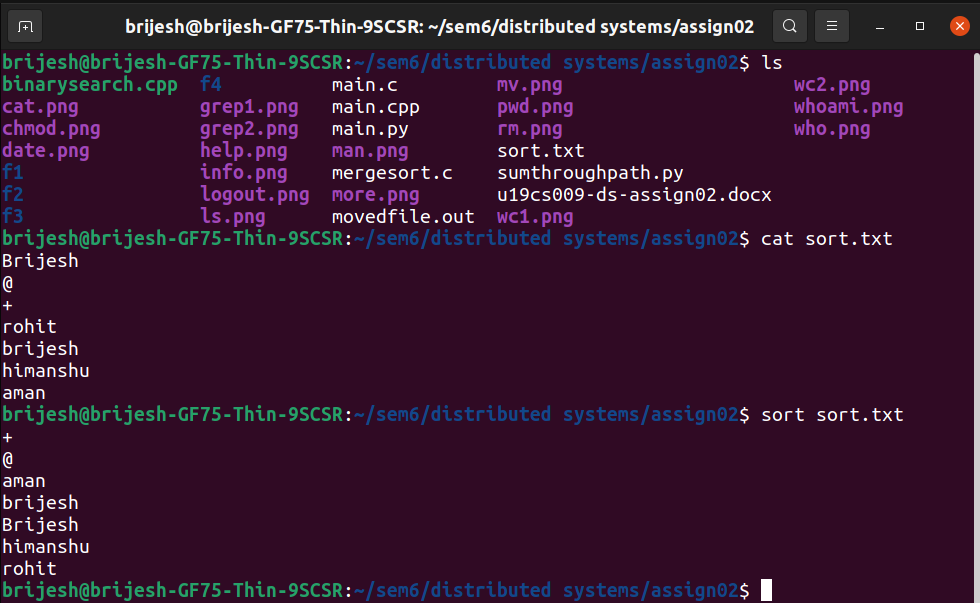 brijesh@brijesh-GF75-Thin-9SCSR: ~/sem6/distributed systems/assign02
brijesh@brijesh-GF75-Thin-9SCSR:~/sem6/distributed systems/assign02$ ls
binarysearch.cpp f4 main.c mv.png wc2.png
cat.png grep1.png main.cpp pwd.png whoami.png
chmod.png grep2.png main.py rm.png who.png
date.png help.png man.png sort.txt
f1 info.png mergesort.c sumthroughpath.py
f2 logout.png more.png u19cs009-ds-assign02.docx
f3 ls.png movedfile.out wc1.png
brijesh@brijesh-GF75-Thin-9SCSR:~/sem6/distributed systems/assign02$ cat sort.txt
Brijesh
@
+
rohit
brijesh
himanshu
aman
brijesh@brijesh-GF75-Thin-9SCSR:~/sem6/distributed systems/assign02$ sort sort.txt
+
@
aman
brijesh
Brijesh
himanshu
rohit
brijesh@brijesh-GF75-Thin-9SCSR:~/sem6/distributed systems/assign02$